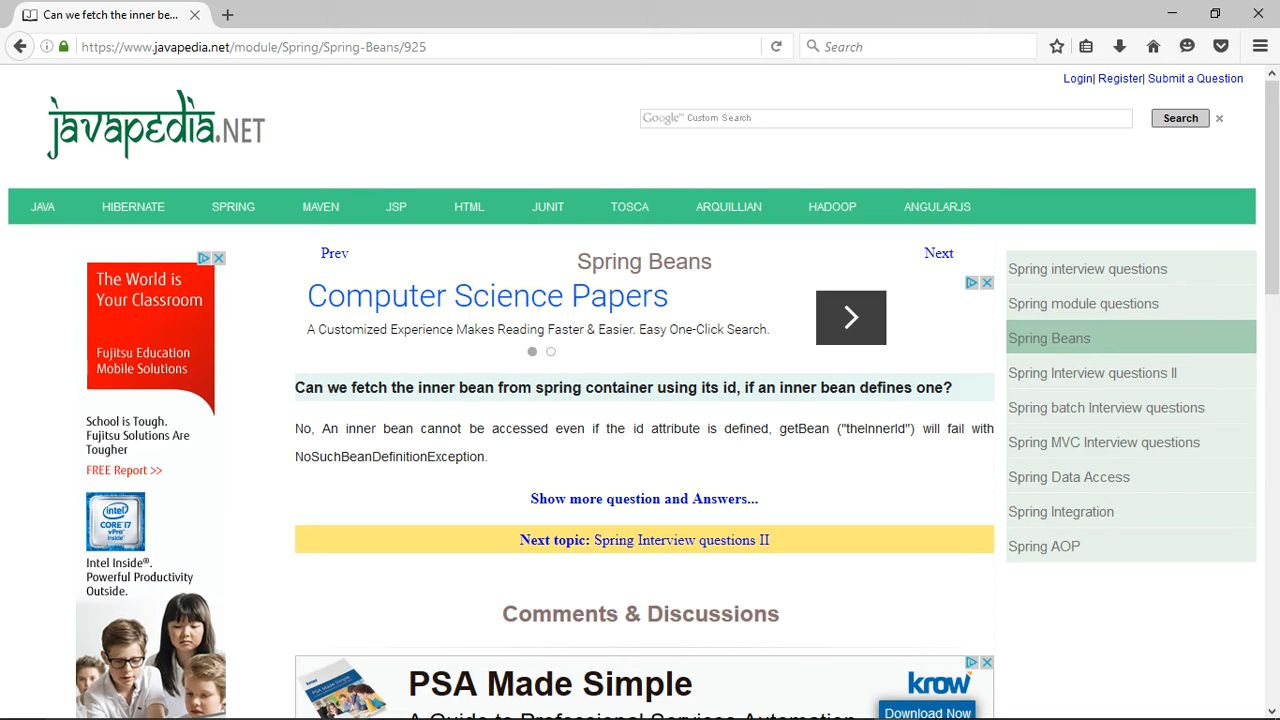 Can we fetch the inner be...
https://www.javapedia.net/module/Spring/Spring-Beans/925
Search
Login| Register| Submit a Question
javapedia.NET
Google™ Custom Search
Search
JAVA HIBERNATE SPRING MAVEN JSP HTML JUNIT TOSCA ARQUILLIAN HADOOP ANGULARJS
The World is
Your Classroom
Fujitsu Education
Mobile Solutions
School is Tough.
Fujitsu Solutions Are
Tougher
FREE Report >>
intel inside
CORE i7
vPro
Intel Inside®.
Powerful Productivity
Outside.
Prev
Spring Beans
Next
Computer Science Papers
A Customized Experience Makes Reading Faster & Easier. Easy One-Click Search.
Can we fetch the inner bean from spring container using its id, if an inner bean defines one?
No, An inner bean cannot be accessed even if the id attribute is defined, getBean ("theInnerId") will fail with
NoSuchBeanDefinitionException.
Show more question and Answers...
Next topic: Spring Interview questions II
Comments & Discussions
PSA Made Simple
A Guide to Professional Services Automation
krow
Download Now
Spring interview questions
Spring module questions
Spring Beans
Spring Interview questions II
Spring batch Interview questions
Spring MVC Interview questions
Spring Data Access
Spring Integration
Spring AOP